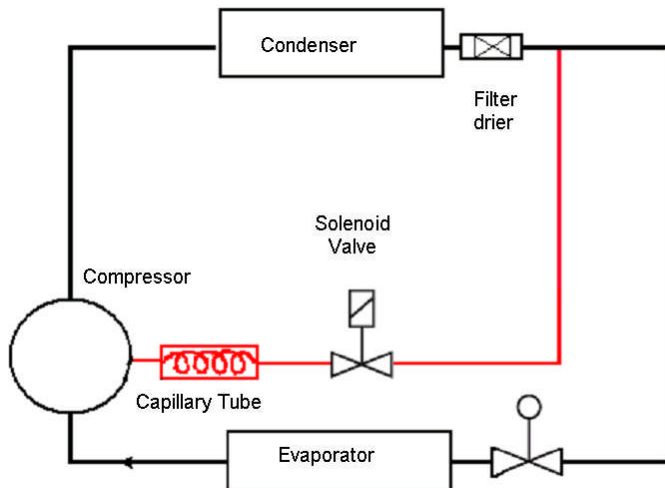 Condenser
Filter
drier
Solenoid
Valve
Compressor
Capillary Tube
Evaporator